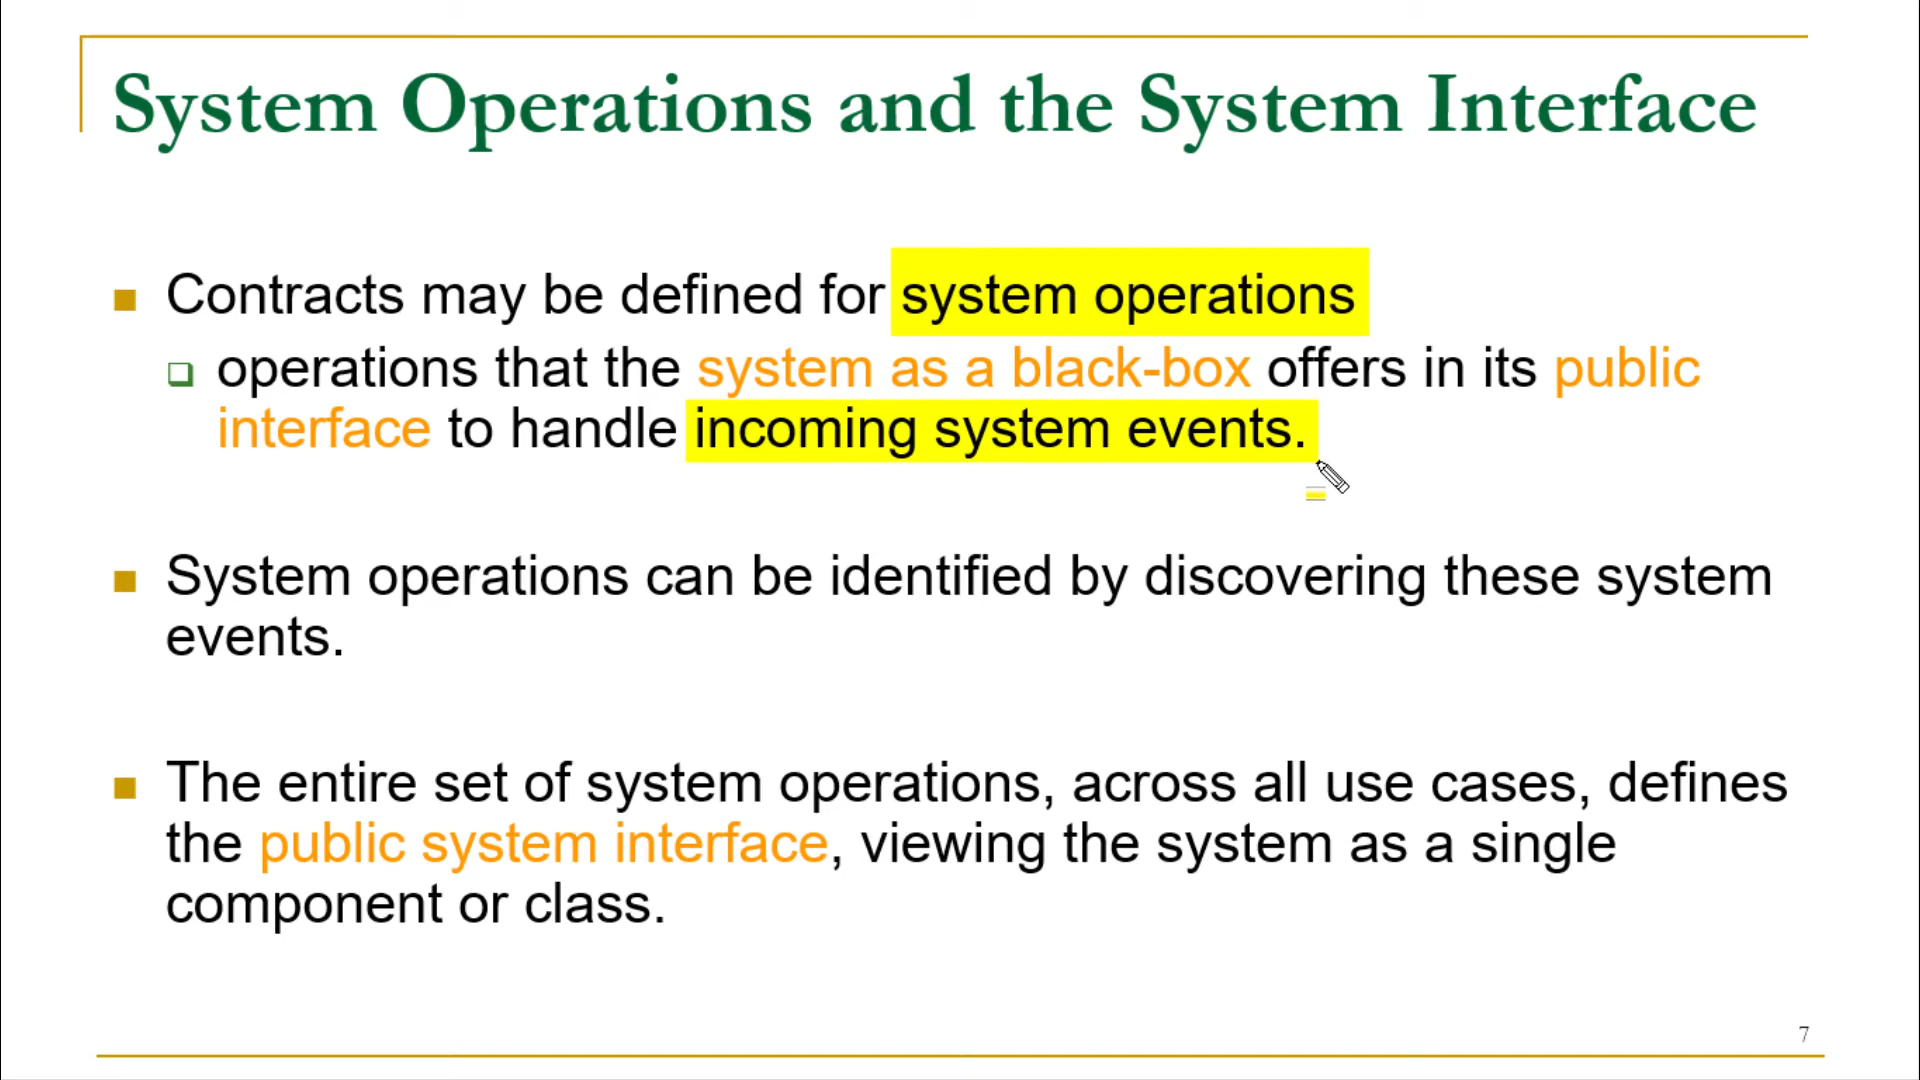 System Operations and the System Interface
Contracts may be defined for system operations
operations that the system as a black-box offers in its public
interface to handle incoming system events.
System operations can be identified by discovering these system
events.
The entire set of system operations, across all use cases, defines
the public system interface, viewing the system as a single
component or class.
7